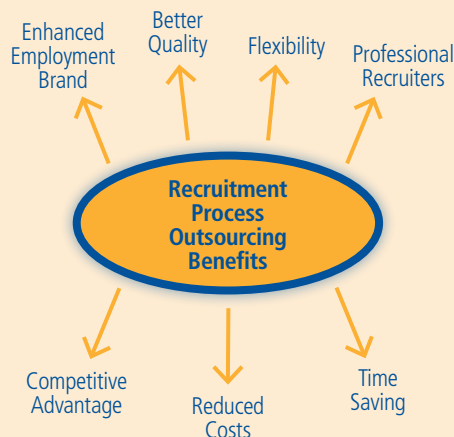 Enhanced
Employment
Brand
Better
Quality
Flexibility
Professional
Recruiters
Recruitment
Process
Outsourcing
Benefits
Competitive
Advantage
Reduced
Costs
Time
Saving